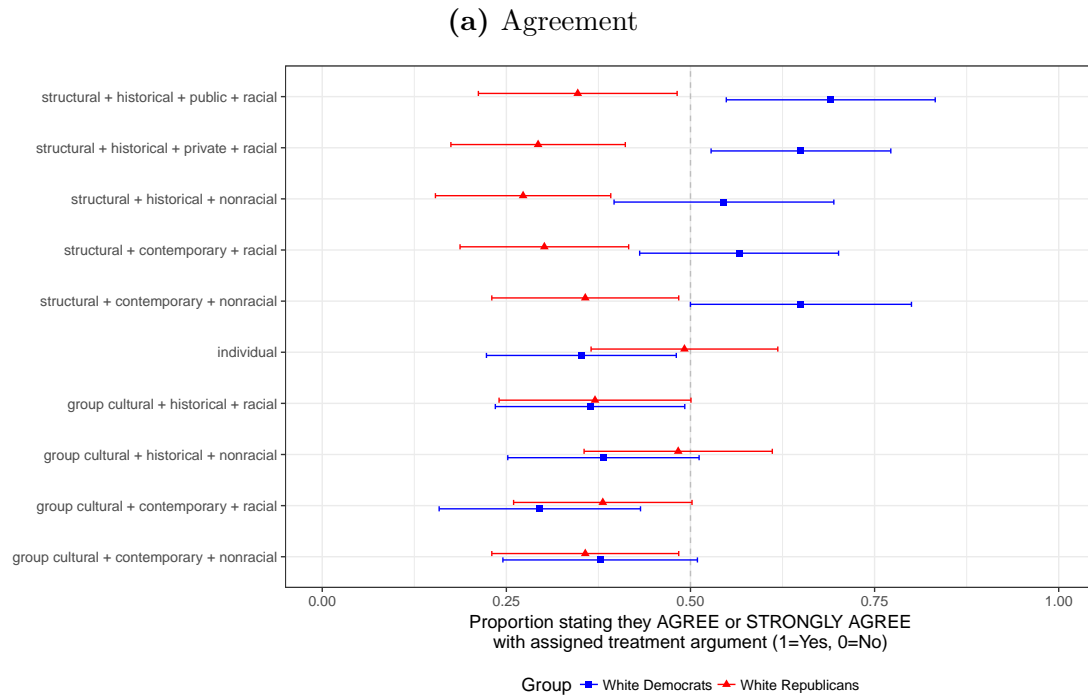 (a) Agreement
structural + historical + public + racial
structural + historical + private + racial
structural + historical + nonracial
structural + contemporary + racial
structural + contemporary + nonracial
individual
group cultural + historical + racial
group cultural + historical + nonracial
group cultural + contemporary + racial
group cultural + contemporary + nonracial
0.00 0.25 0.50 0.75 1.00
Proportion stating they AGREE or STRONGLY AGREE
with assigned treatment argument (1=Yes, 0=No)
Group White Democrats White Republicans